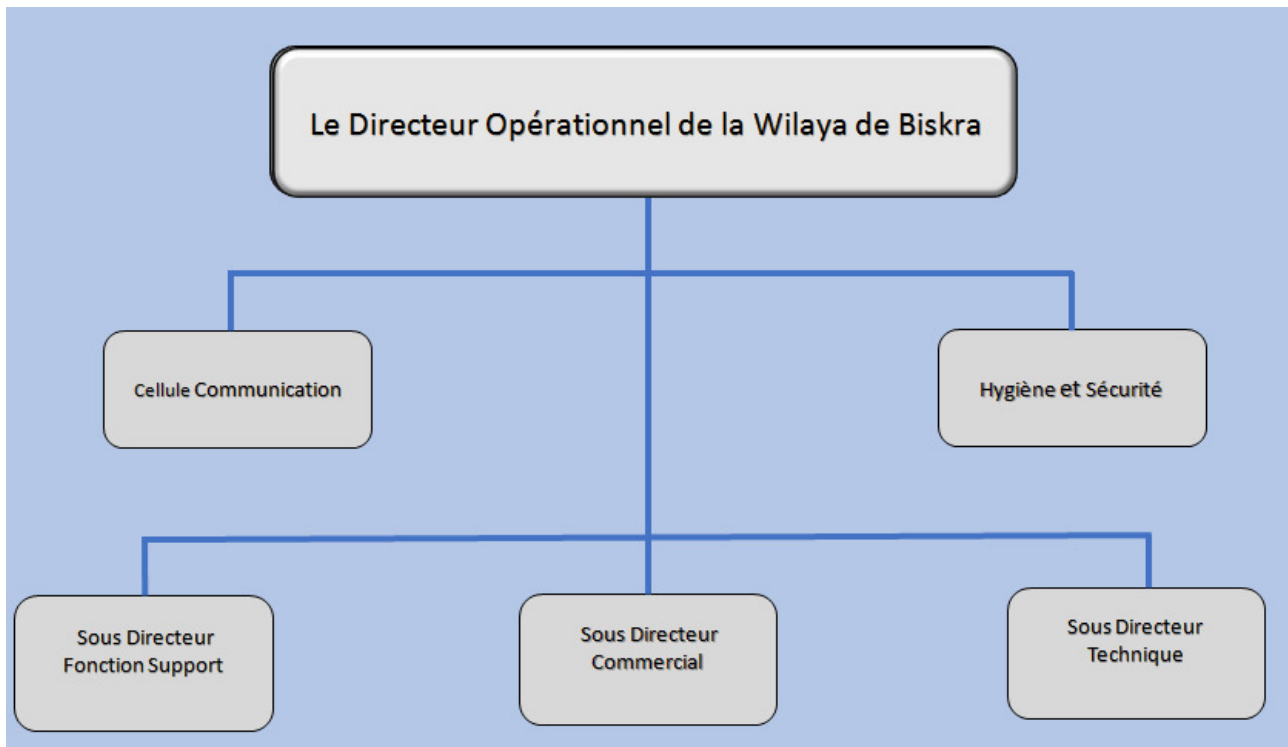 Le Directeur Opérationnel de la Wilaya de Biskra
Cellule Communication
Hygiène et Sécurité
Sous Directeur
Fonction Support
Sous Directeur
Commercial
Sous Directeur
Technique